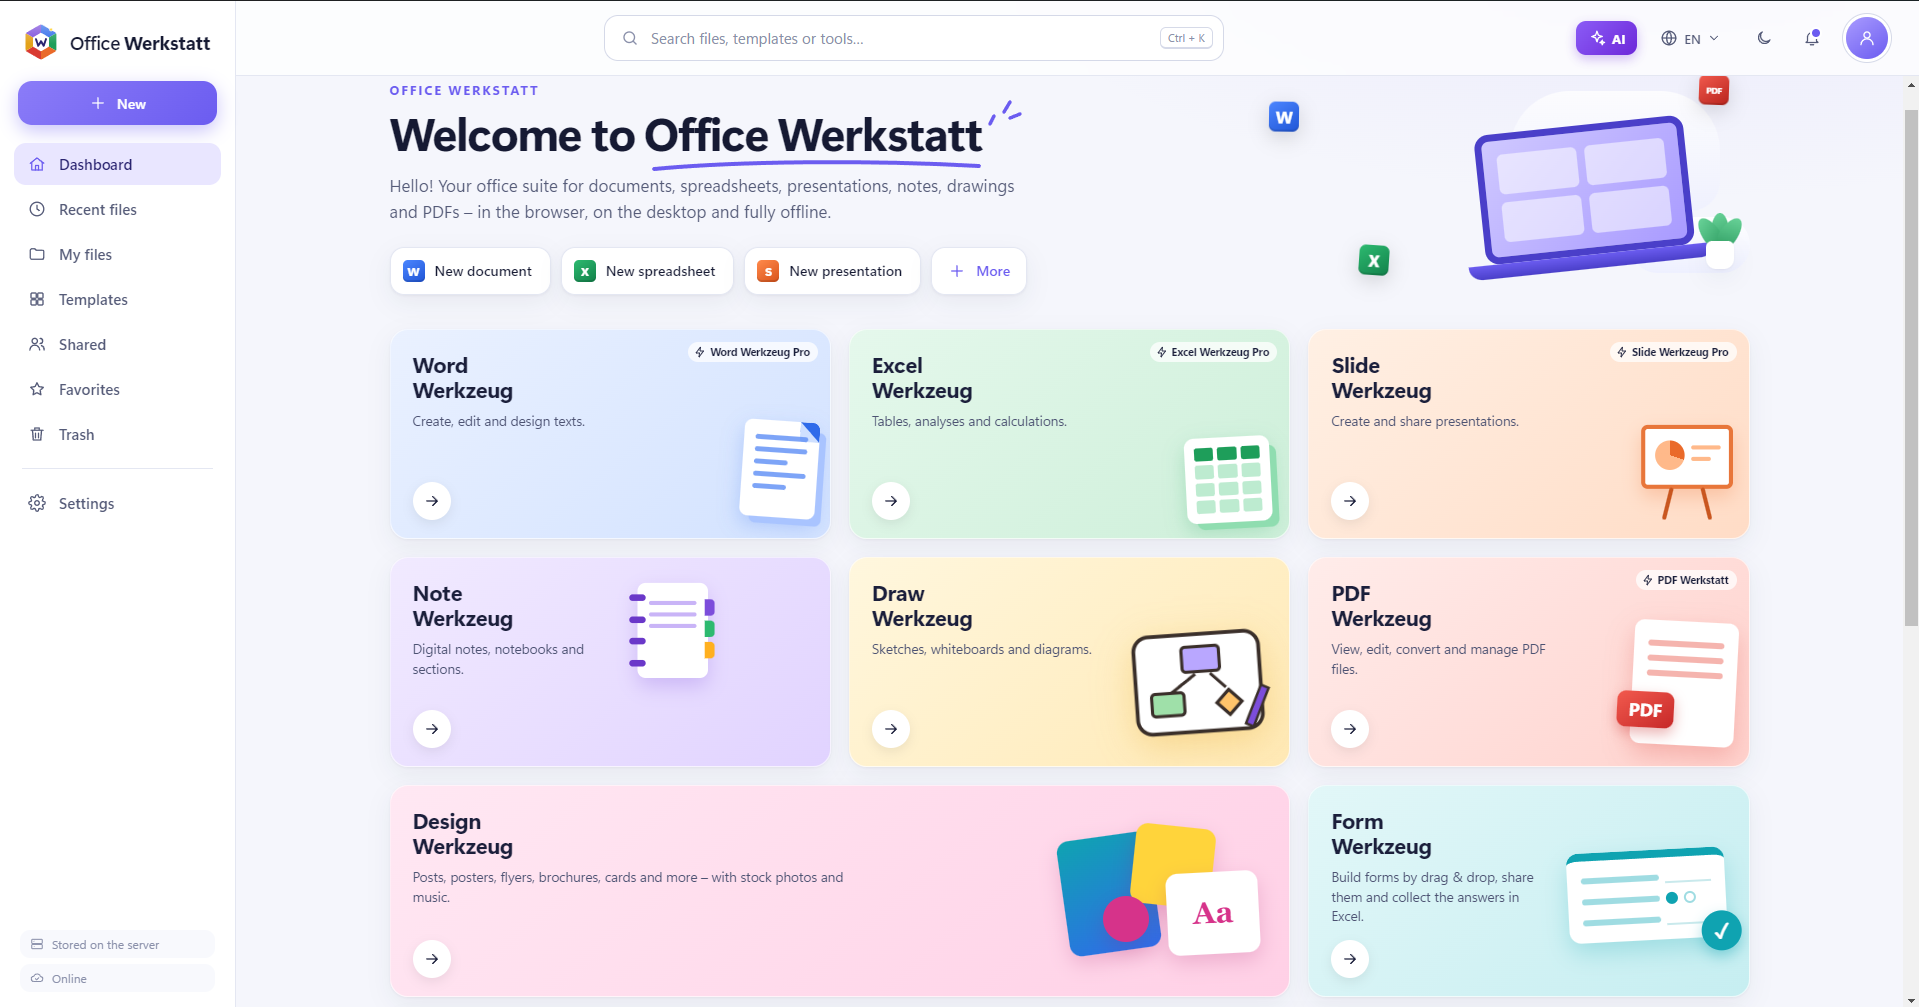 Office Werkstatt
Search files, templates or tools...
Ctrl + K
AI
EN
New
Dashboard
Recent files
My files
Templates
Shared
Favorites
Trash
Settings
Stored on the server
Online
OFFICE WERKSTATT
Welcome to Office Werkstatt
Hello! Your office suite for documents, spreadsheets, presentations, notes, drawings
and PDFs – in the browser, on the desktop and fully offline.
W
X
PDF
W New document
X New spreadsheet
S New presentation
More
Word
Werkzeug
Word Werkzeug Pro
Create, edit and design texts.
Excel
Werkzeug
Excel Werkzeug Pro
Tables, analyses and calculations.
Slide
Werkzeug
Slide Werkzeug Pro
Create and share presentations.
Note
Werkzeug
Digital notes, notebooks and
sections.
Draw
Werkzeug
Sketches, whiteboards and diagrams.
PDF
Werkzeug
PDF Werkstatt
View, edit, convert and manage PDF
files.
PDF
Design
Werkzeug
Posts, posters, flyers, brochures, cards and more – with stock photos and
music.
Aa
Form
Werkzeug
Build forms by drag & drop, share
them and collect the answers in
Excel.